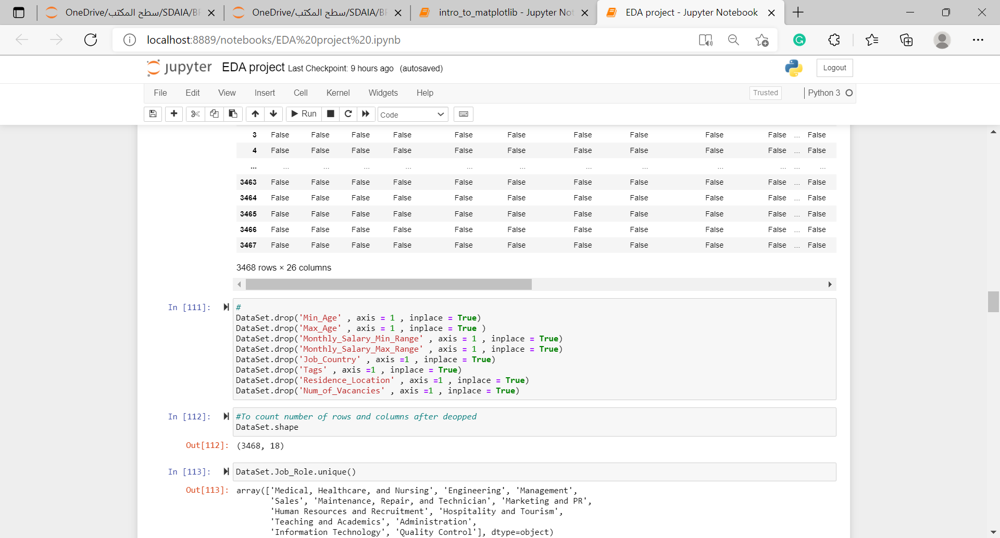 OneDrive/سطح المكتب/SDAIA/B
OneDrive/سطح المكتب/SDAIA/B
intro_to_matplotlib - Jupyter Not
EDA project - Jupyter Notebook
localhost:8889/notebooks/EDA%20project%20.ipynb
jupyter EDA project Last Checkpoint: 9 hours ago (autosaved)
Logout
File Edit View Insert Cell Kernel Widgets Help
Trusted
Python 3
Run
Code
3 False False False False False False False False False False ... False
4 False False False False False False False False False False ... False
... ... ... ... ... ... ... ... ... ... ... ... ...
3463 False False False False False False False False False False ... False
3464 False False False False False False False False False False ... False
3465 False False False False False False False False False False ... False
3466 False False False False False False False False False False ... False
3467 False False False False False False False False False False ... False
3468 rows × 26 columns
In [111]: #
DataSet.drop('Min_Age' , axis = 1 , inplace = True)
DataSet.drop('Max_Age' , axis = 1 , inplace = True )
DataSet.drop('Monthly_Salary_Min_Range' , axis = 1 , inplace = True)
DataSet.drop('Monthly_Salary_Max_Range' , axis = 1 , inplace = True)
DataSet.drop('Job_Country' , axis =1 , inplace = True)
DataSet.drop('Tags' , axis =1 , inplace = True)
DataSet.drop('Residence_Location' , axis =1 , inplace = True)
DataSet.drop('Num_of_Vacancies' , axis =1 , inplace = True)
In [112]: #To count number of rows and columns after deopped
DataSet.shape
Out[112]: (3468, 18)
In [113]: DataSet.Job_Role.unique()
Out[113]: array(['Medical, Healthcare, and Nursing', 'Engineering', 'Management',
'Sales', 'Maintenance, Repair, and Technician', 'Marketing and PR',
'Human Resources and Recruitment', 'Hospitality and Tourism',
'Teaching and Academics', 'Administration',
'Information Technology', 'Quality Control'], dtype=object)